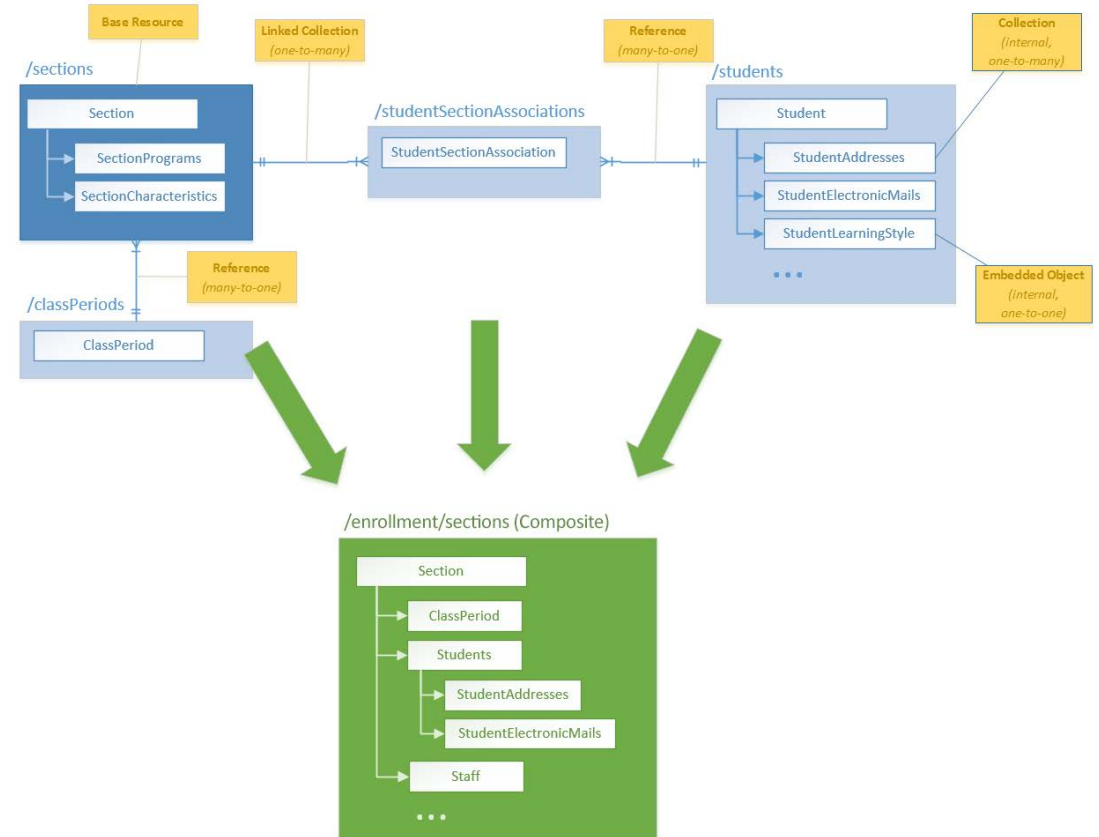 Base Resource
Linked Collection
(one-to-many)
Reference
(many-to-one)
Collection
(internal,
one-to-many)
/sections
Section
SectionPrograms
SectionCharacteristics
/studentSectionAssociations
StudentSectionAssociation
/students
Student
StudentAddresses
StudentElectronicMails
StudentLearningStyle
• • •
Embedded Object
(internal,
one-to-one)
Reference
(many-to-one)
/classPeriods
ClassPeriod
/enrollment/sections (Composite)
Section
ClassPeriod
Students
StudentAddresses
StudentElectronicMails
Staff
• • •